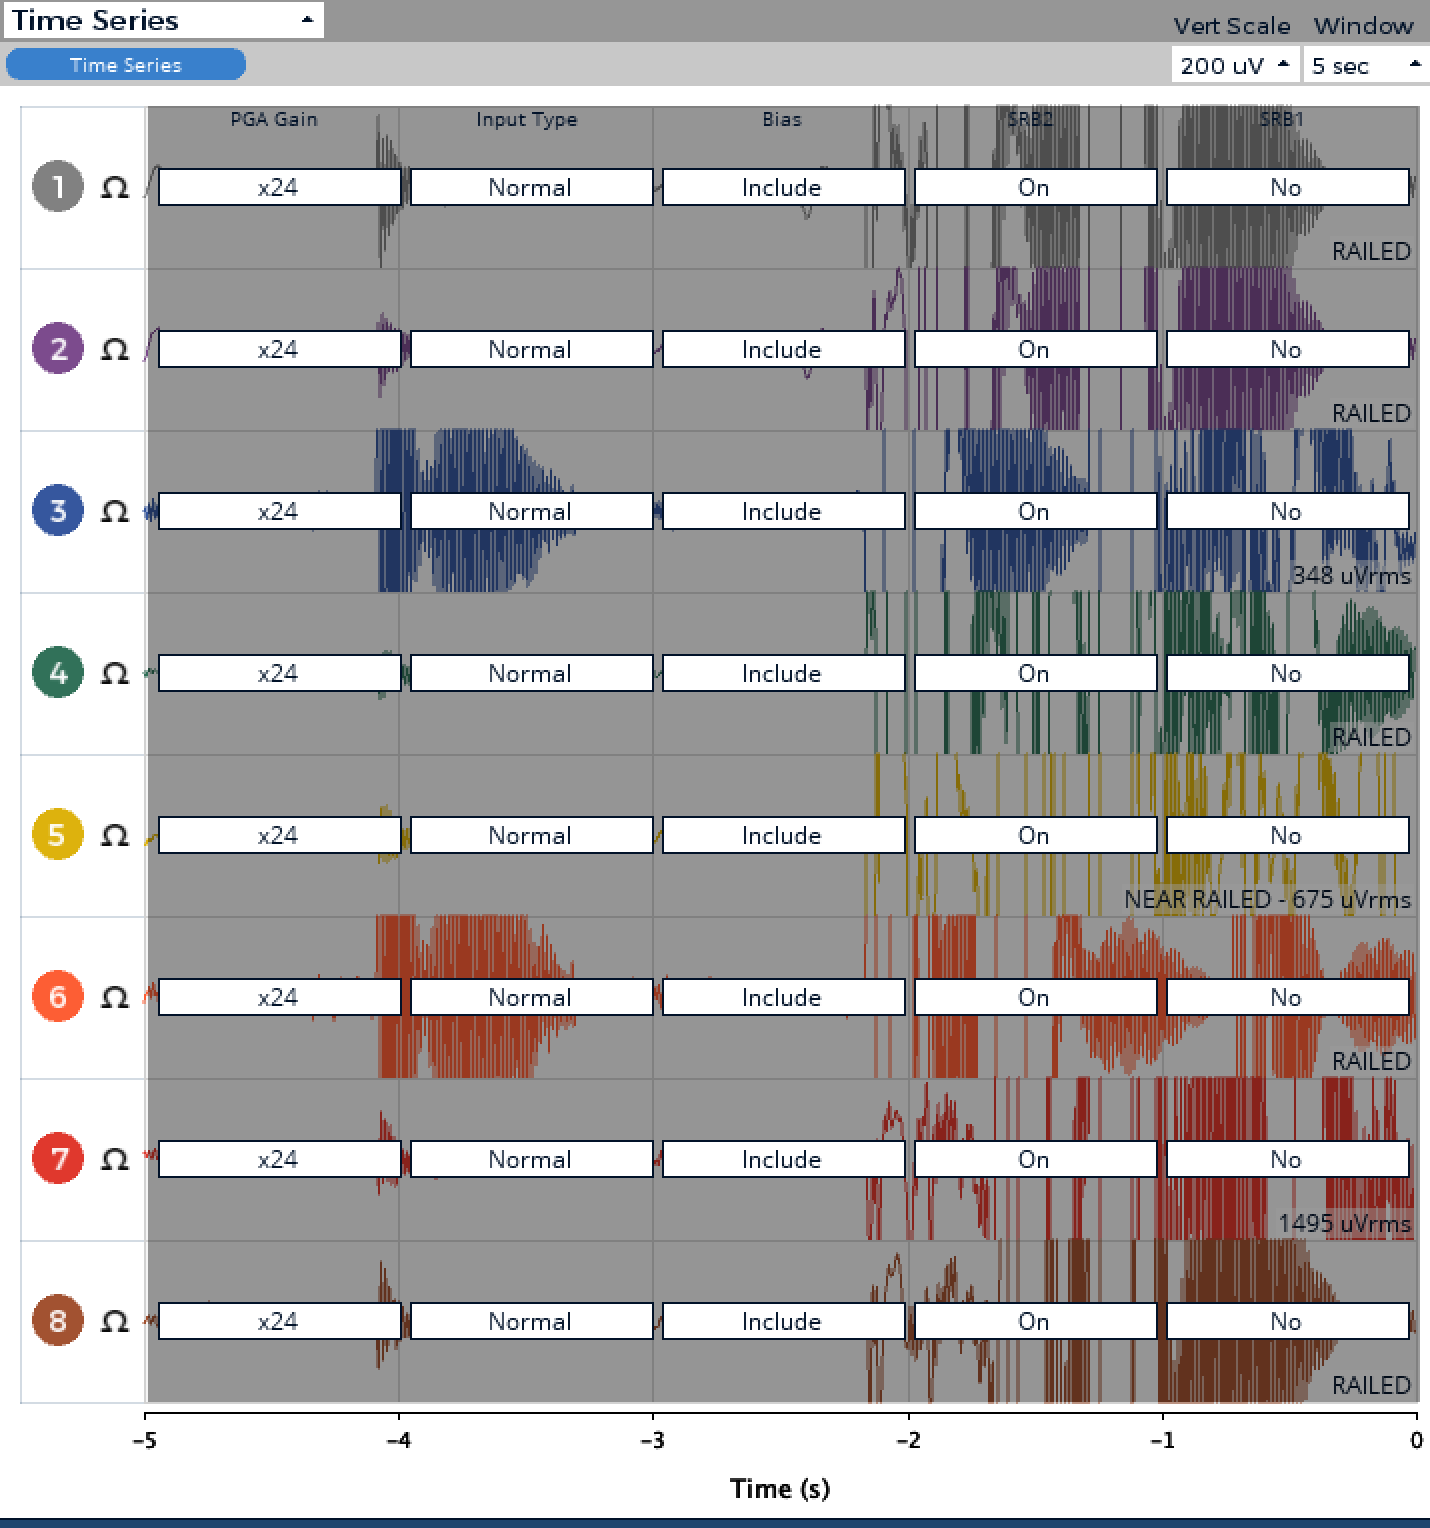 Time Series
Vert Scale Window
Time Series
200 uV 5 sec
PGA Gain Input Type Bias SRB2 SRB1
1 Ω x24 Normal Include On No
RAILED
2 Ω x24 Normal Include On No
RAILED
3 Ω x24 Normal Include On No
348 uVrms
4 Ω x24 Normal Include On No
RAILED
5 Ω x24 Normal Include On No
NEAR RAILED - 675 uVrms
6 Ω x24 Normal Include On No
RAILED
7 Ω x24 Normal Include On No
1495 uVrms
8 Ω x24 Normal Include On No
RAILED
-5 -4 -3 -2 -1 0
Time (s)